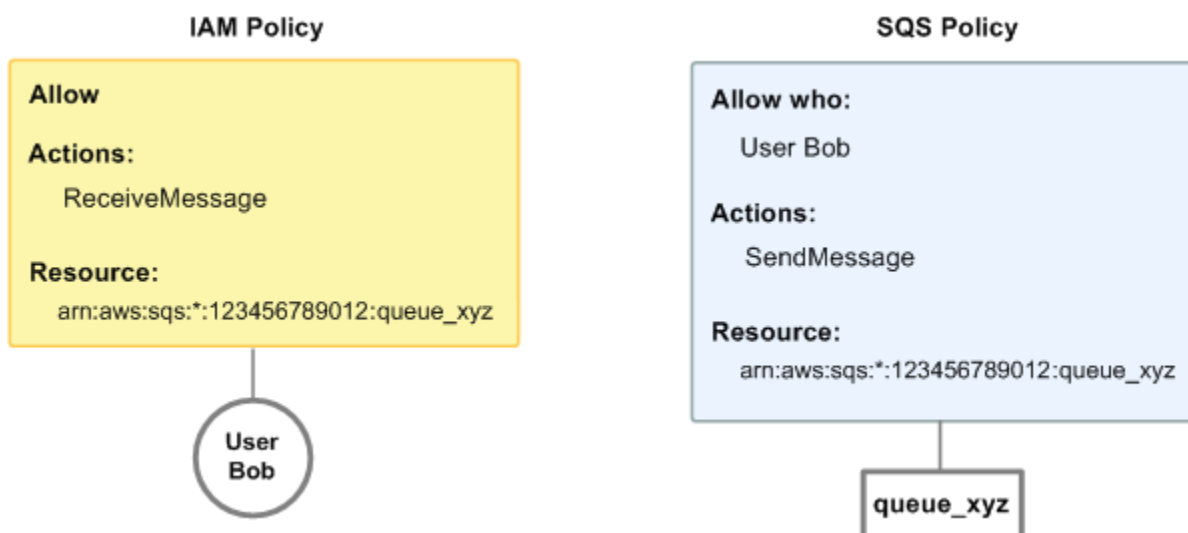 IAM Policy
Allow
Actions:
ReceiveMessage
Resource:
arn:aws:sqs:*:123456789012:queue_xyz
User
Bob
SQS Policy
Allow who:
User Bob
Actions:
SendMessage
Resource:
arn:aws:sqs:*:123456789012:queue_xyz
queue_xyz